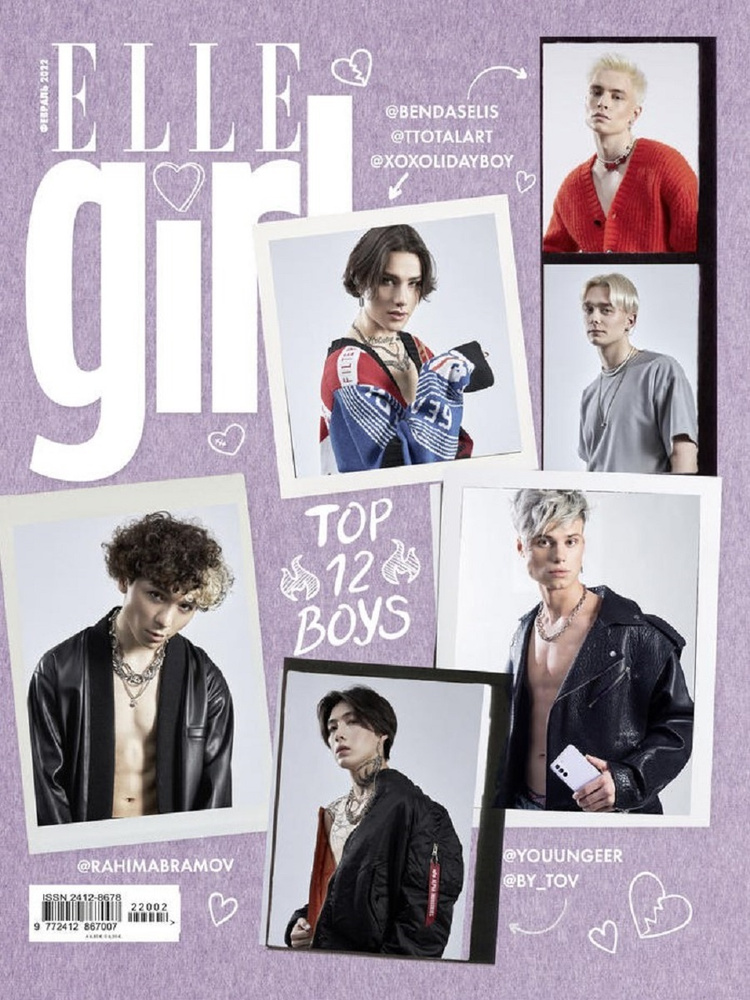 ФЕВРАЛЬ 2022
ELLE
girl
@BENDASELIS
@TTOTALART
@XOXOLIDAYBOY
FILTER
TOP
12
BOYS
@RAHIMABRAMOV
@YOUUNGEER
@BY_TOV
ISSN 2412-8678
22002
9 772412 867007 >